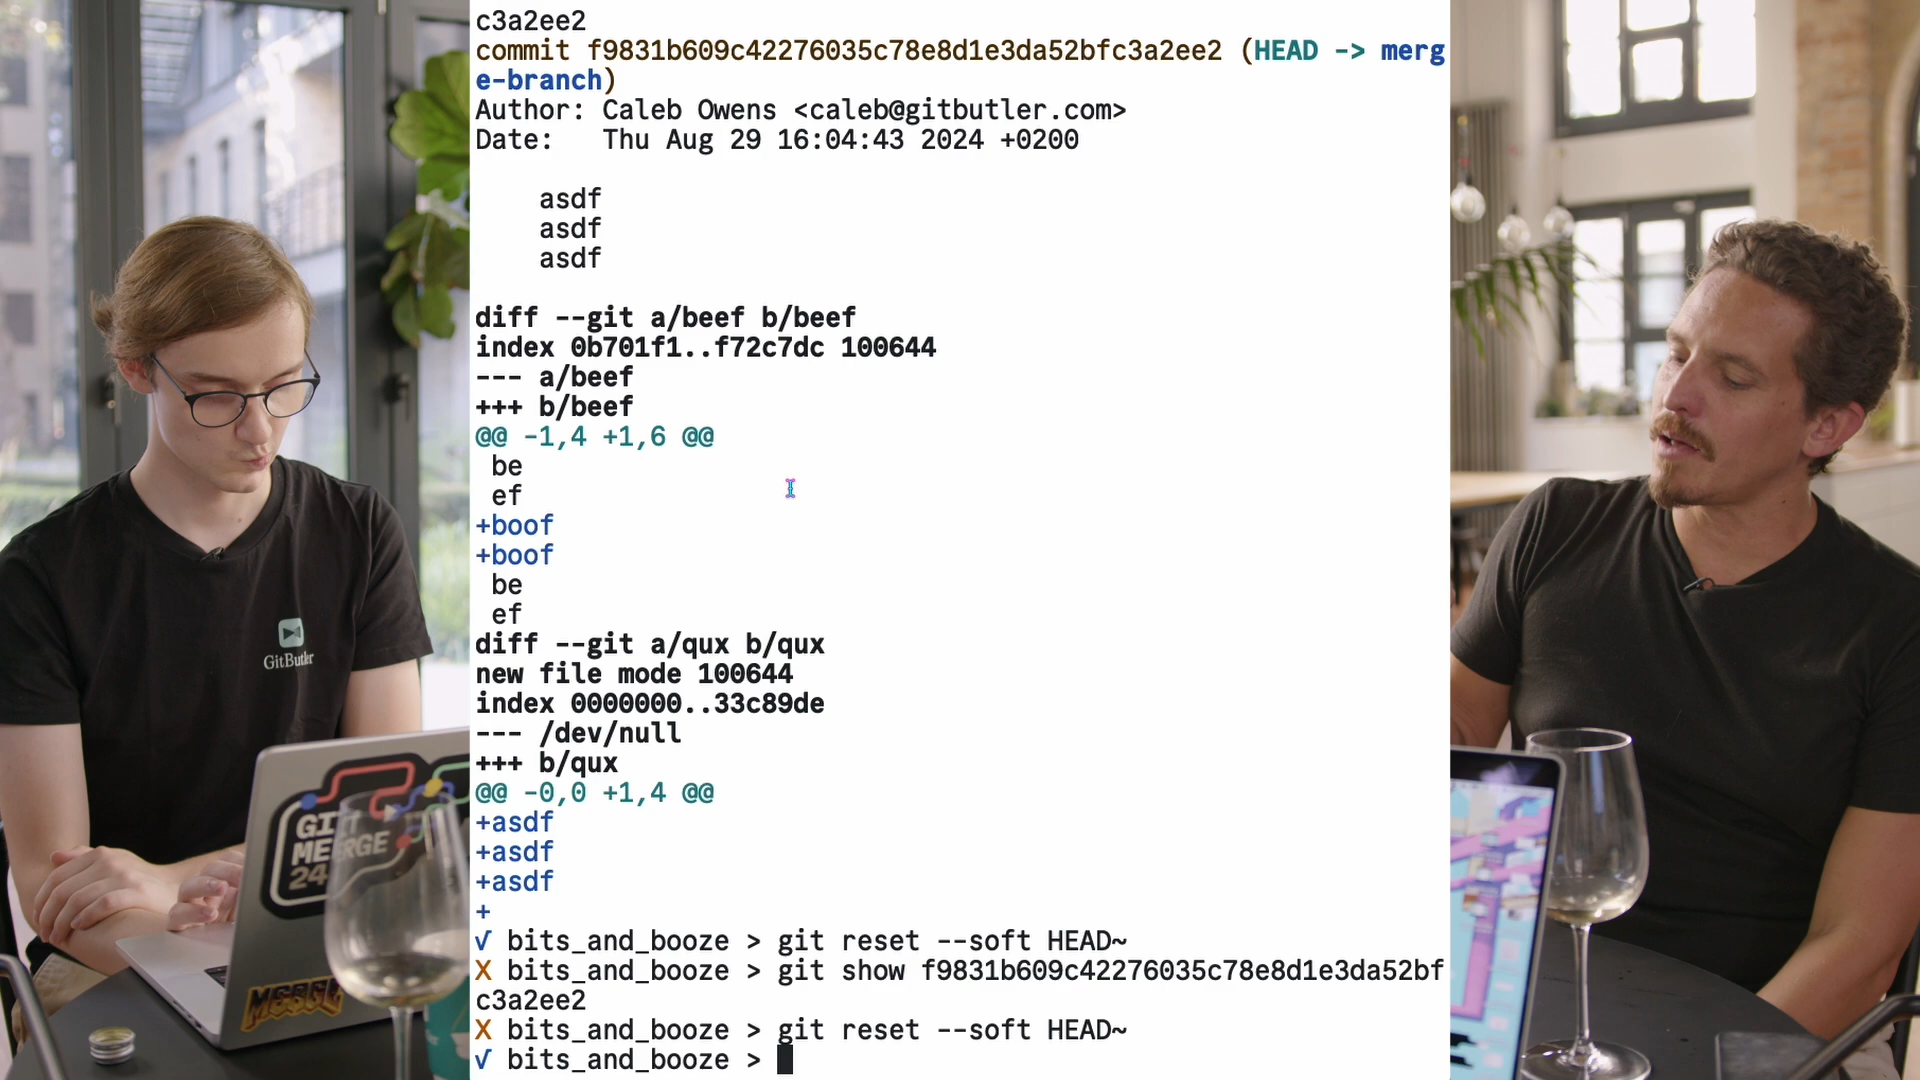 c3a2ee2
commit f9831b609c42276035c78e8d1e3da52bfc3a2ee2 (HEAD -> merg
e-branch)
Author: Caleb Owens <caleb@gitbutler.com>
Date:   Thu Aug 29 16:04:43 2024 +0200
asdf
asdf
asdf
diff --git a/beef b/beef
index 0b701f1..f72c7dc 100644
--- a/beef
+++ b/beef
@@ -1,4 +1,6 @@
be
ef
+boof
+boof
be
ef
diff --git a/qux b/qux
new file mode 100644
index 0000000..33c89de
--- /dev/null
+++ b/qux
@@ -0,0 +1,4 @@
+asdf
+asdf
+asdf
+
√ bits_and_booze > git reset --soft HEAD~
X bits_and_booze > git show f9831b609c42276035c78e8d1e3da52bf
c3a2ee2
X bits_and_booze > git reset --soft HEAD~
√ bits_and_booze >
GitButler
GIT
MERGE
24
MERGE